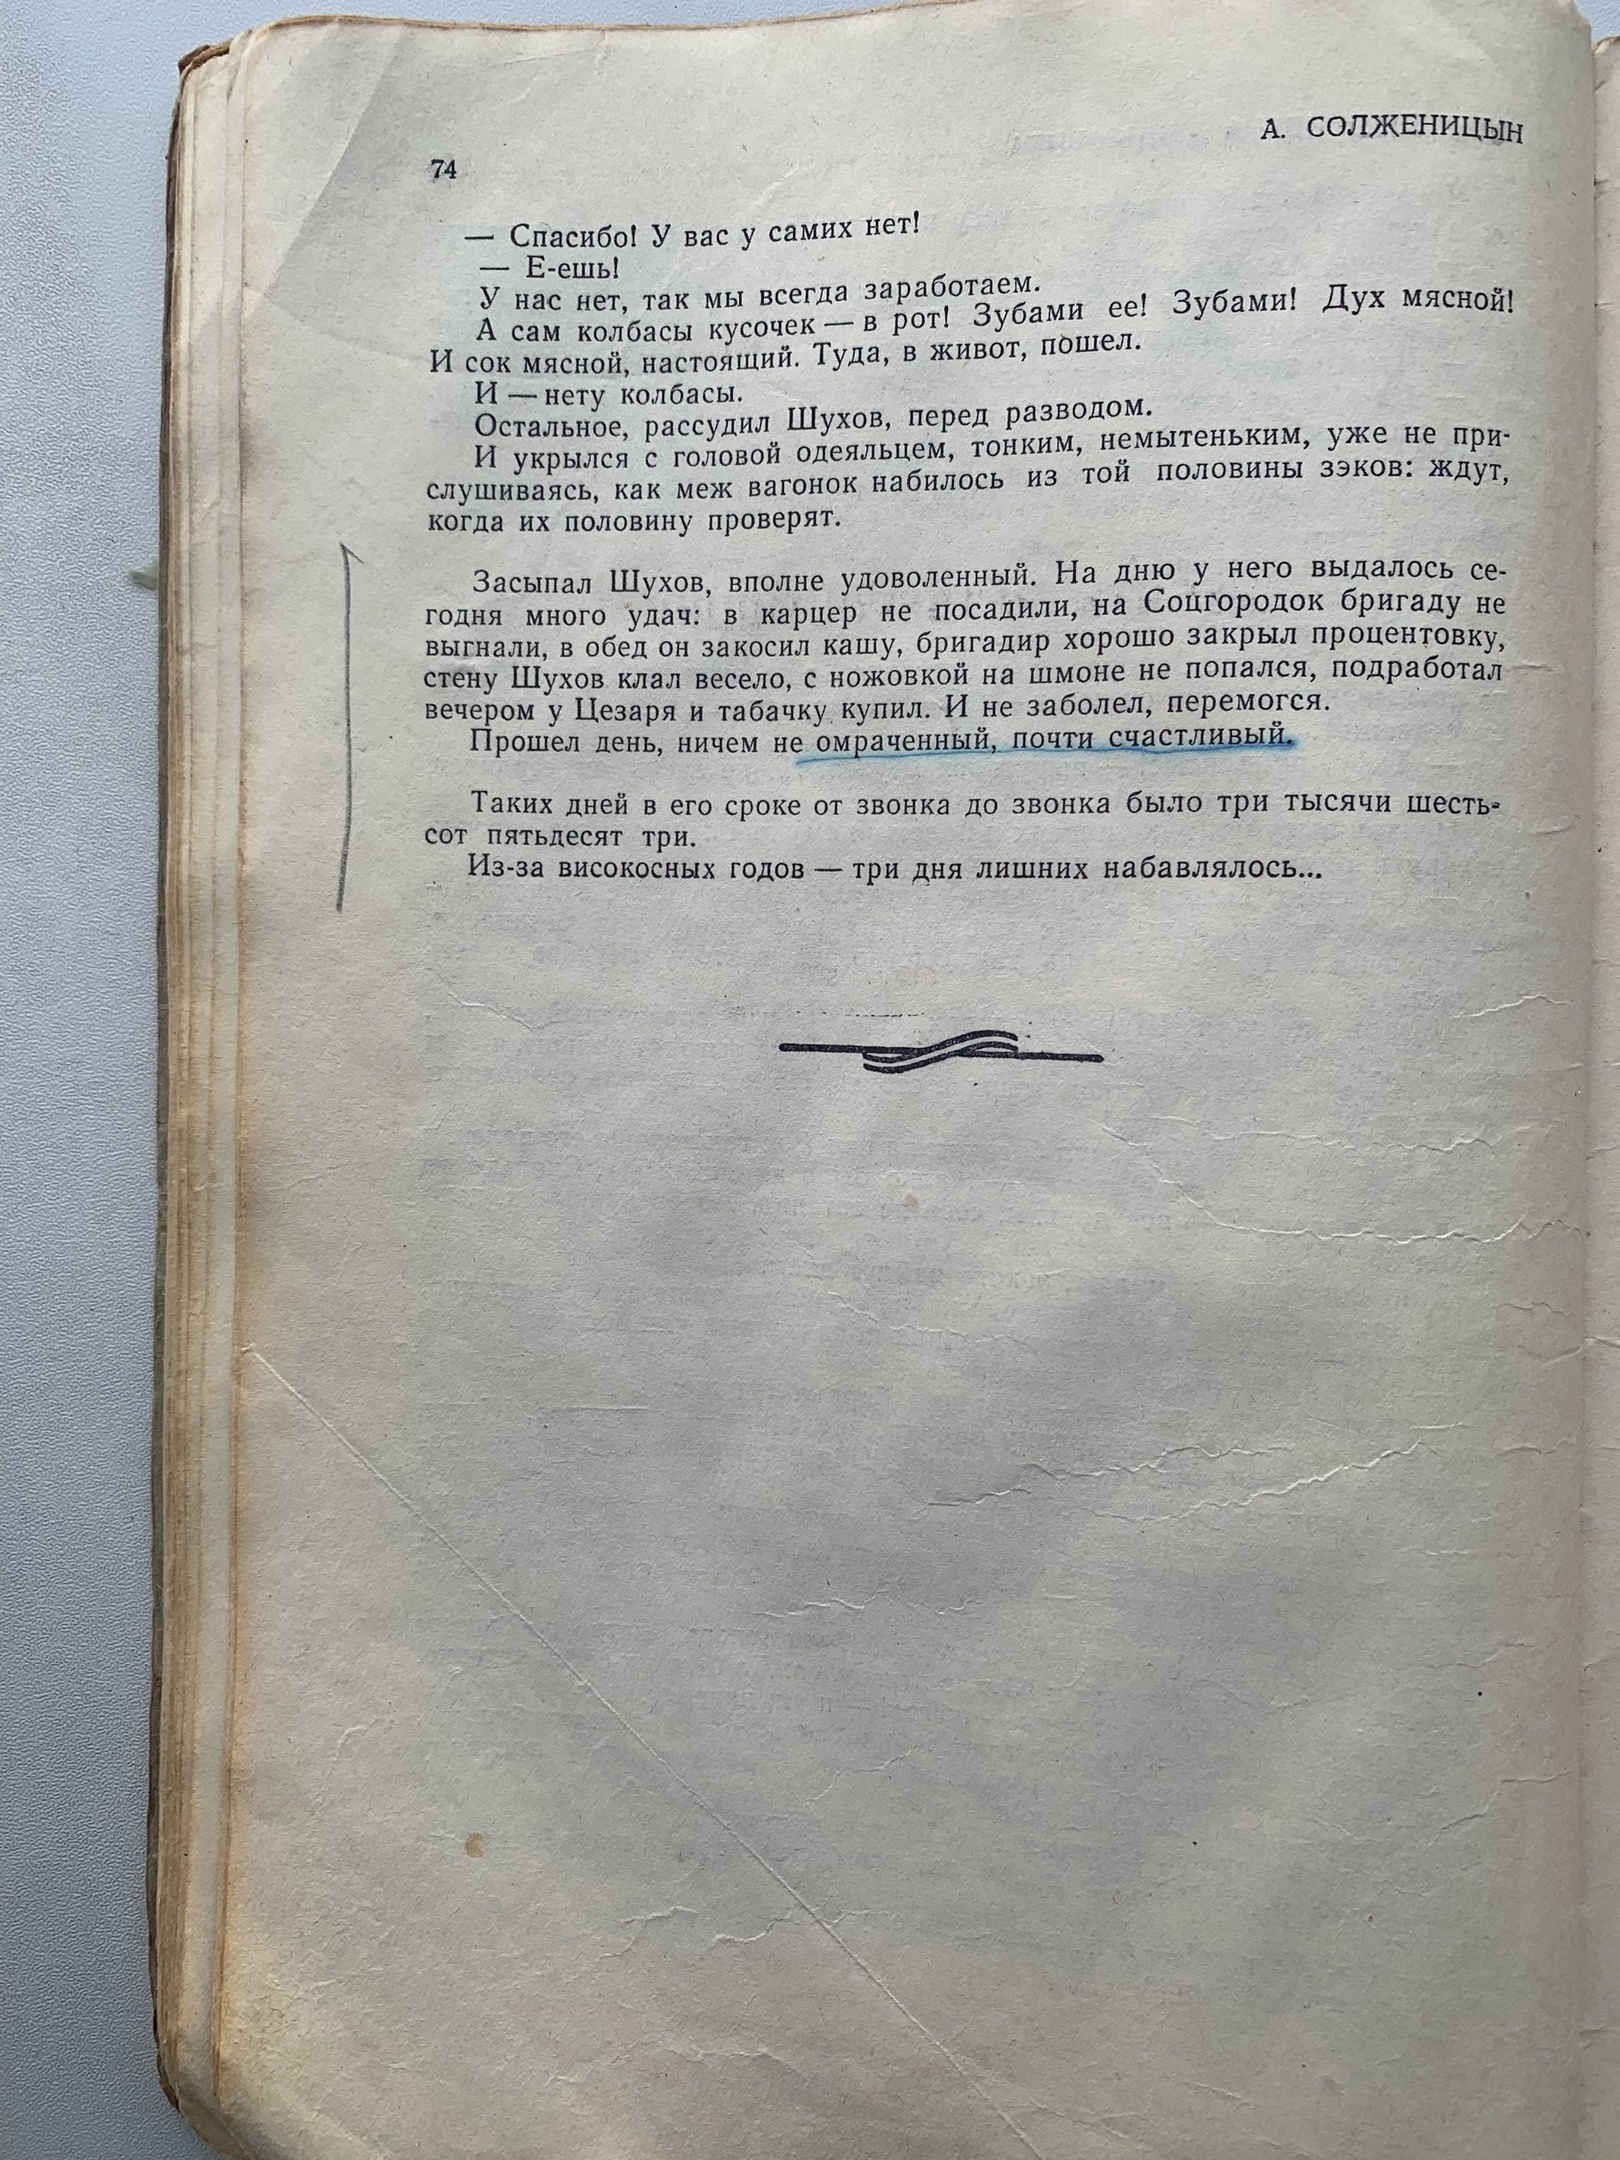 А. СОЛЖЕНИЦЫН
74
— Спасибо! У вас у самих нет!
— Е-ешь!
У нас нет, так мы всегда заработаем.
А сам колбасы кусочек — в рот! Зубами ее! Зубами! Дух мясной!
И сок мясной, настоящий. Туда, в живот, пошел.
И — нету колбасы.
Остальное, рассудил Шухов, перед разводом.
И укрылся с головой одеяльцем, тонким, немытеньким, уже не при-
слушиваясь, как меж вагонок набилось из той половины зэков: ждут,
когда их половину проверят.
Засыпал Шухов, вполне удоволенный. На дню у него выдалось се-
годня много удач: в карцер не посадили, на Соцгородок бригаду не
выгнали, в обед он закосил кашу, бригадир хорошо закрыл процентовку,
стену Шухов клал весело, с ножовкой на шмоне не попался, подработал
вечером у Цезаря и табачку купил. И не заболел, перемогся.
Прошел день, ничем не омраченный, почти счастливый.
Таких дней в его сроке от звонка до звонка было три тысячи шесть-
сот пятьдесят три.
Из-за високосных годов — три дня лишних набавлялось...